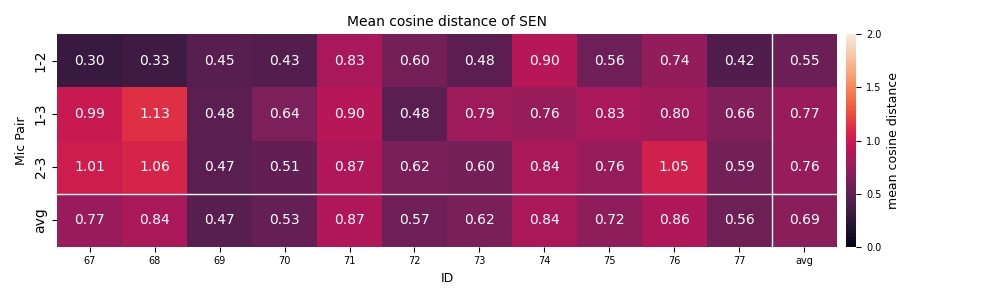 Mean cosine distance of SEN
Mic Pair
1-2 0.30 0.33 0.45 0.43 0.83 0.60 0.48 0.90 0.56 0.74 0.42 0.55
1-3 0.99 1.13 0.48 0.64 0.90 0.48 0.79 0.76 0.83 0.80 0.66 0.77
2-3 1.01 1.06 0.47 0.51 0.87 0.62 0.60 0.84 0.76 1.05 0.59 0.76
avg 0.77 0.84 0.47 0.53 0.87 0.57 0.62 0.84 0.72 0.86 0.56 0.69
67 68 69 70 71 72 73 74 75 76 77 avg
ID
2.0
1.5
1.0
0.5
0.0
mean cosine distance